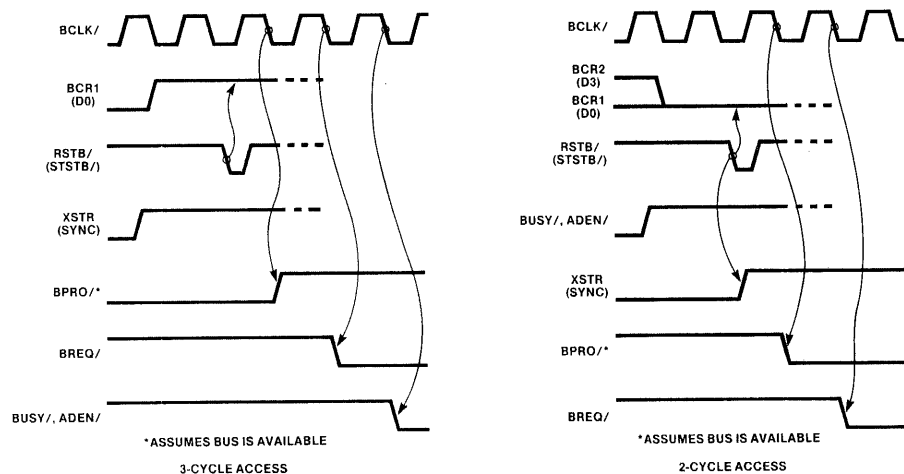 BCLK/
BCR1
(D0)
RSTB/
(STSTB/)
XSTR
(SYNC)
BPRO/*
BREQ/
BUSY/, ADEN/
*ASSUMES BUS IS AVAILABLE
3-CYCLE ACCESS
BCLK/
BCR2
(D3)
BCR1
(D0)
RSTB/
(STSTB/)
BUSY/, ADEN/
XSTR
(SYNC)
BPRO/*
BREQ/
*ASSUMES BUS IS AVAILABLE
2-CYCLE ACCESS